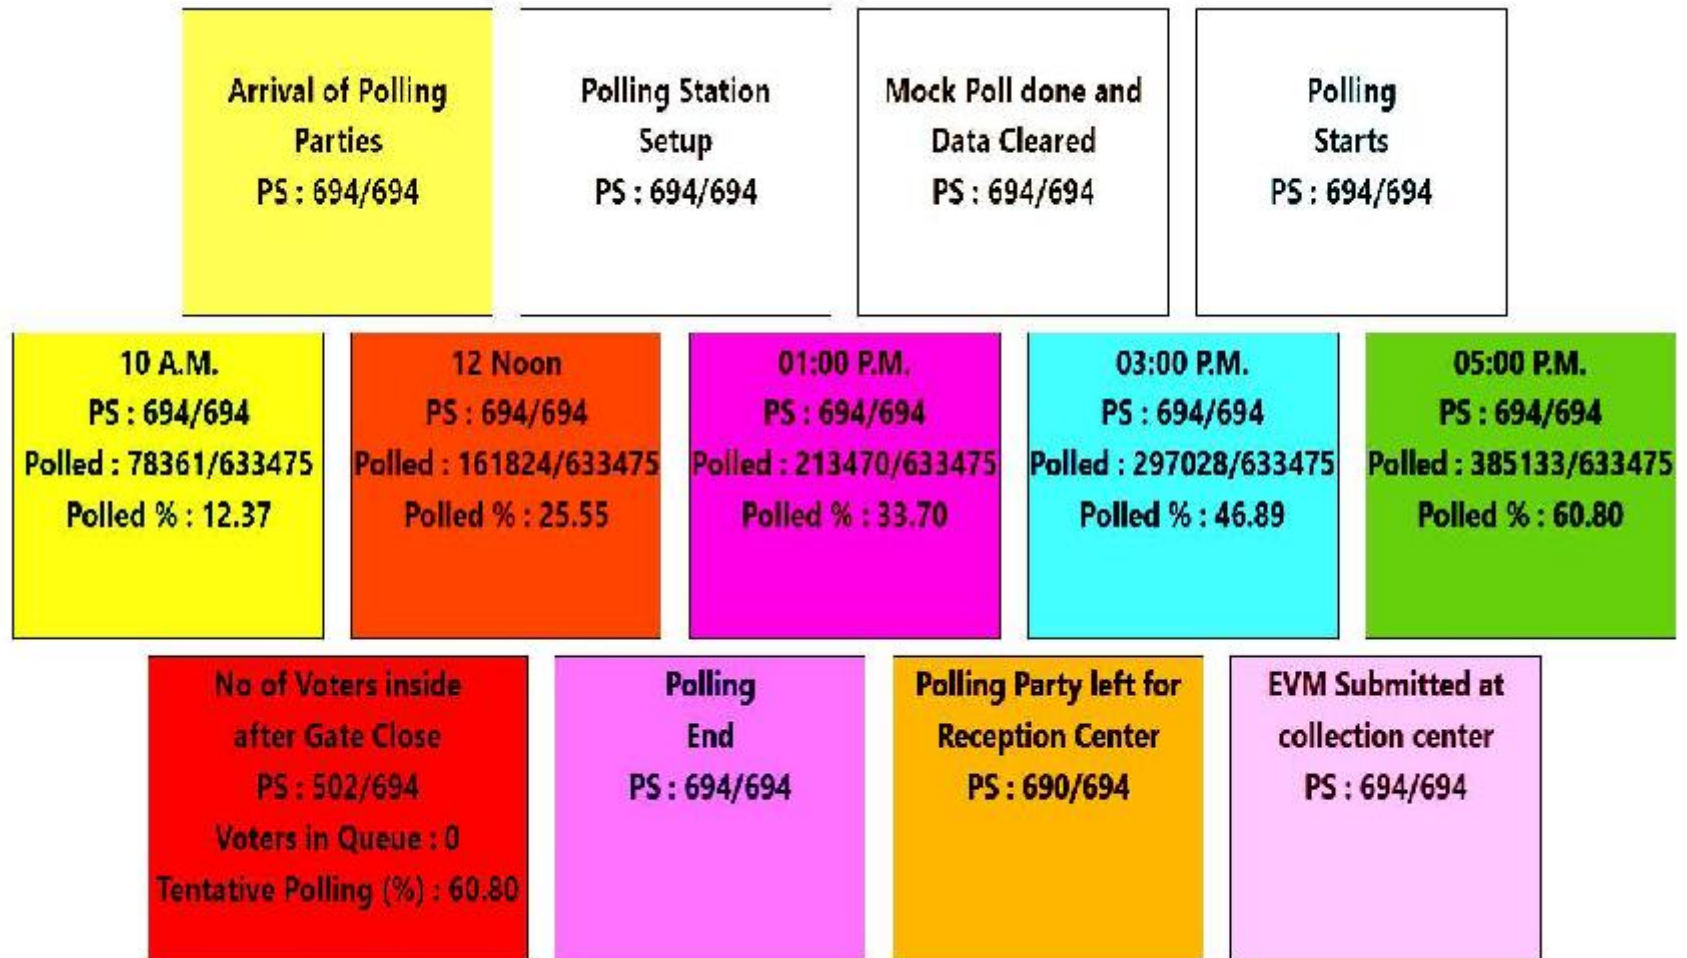 Arrival of Polling
Parties
PS : 694/694
Polling Station
Setup
PS : 694/694
Mock Poll done and
Data Cleared
PS : 694/694
Polling
Starts
PS : 694/694
10 A.M.
PS : 694/694
Polled : 78361/633475
Polled % : 12.37
12 Noon
PS : 694/694
Polled : 161824/633475
Polled % : 25.55
01:00 P.M.
PS : 694/694
Polled : 213470/633475
Polled % : 33.70
03:00 P.M.
PS : 694/694
Polled : 297028/633475
Polled % : 46.89
05:00 P.M.
PS : 694/694
Polled : 385133/633475
Polled % : 60.80
No of Voters inside
after Gate Close
PS : 502/694
Voters in Queue : 0
Tentative Polling (%) : 60.80
Polling
End
PS : 694/694
Polling Party left for
Reception Center
PS : 690/694
EVM Submitted at
collection center
PS : 694/694